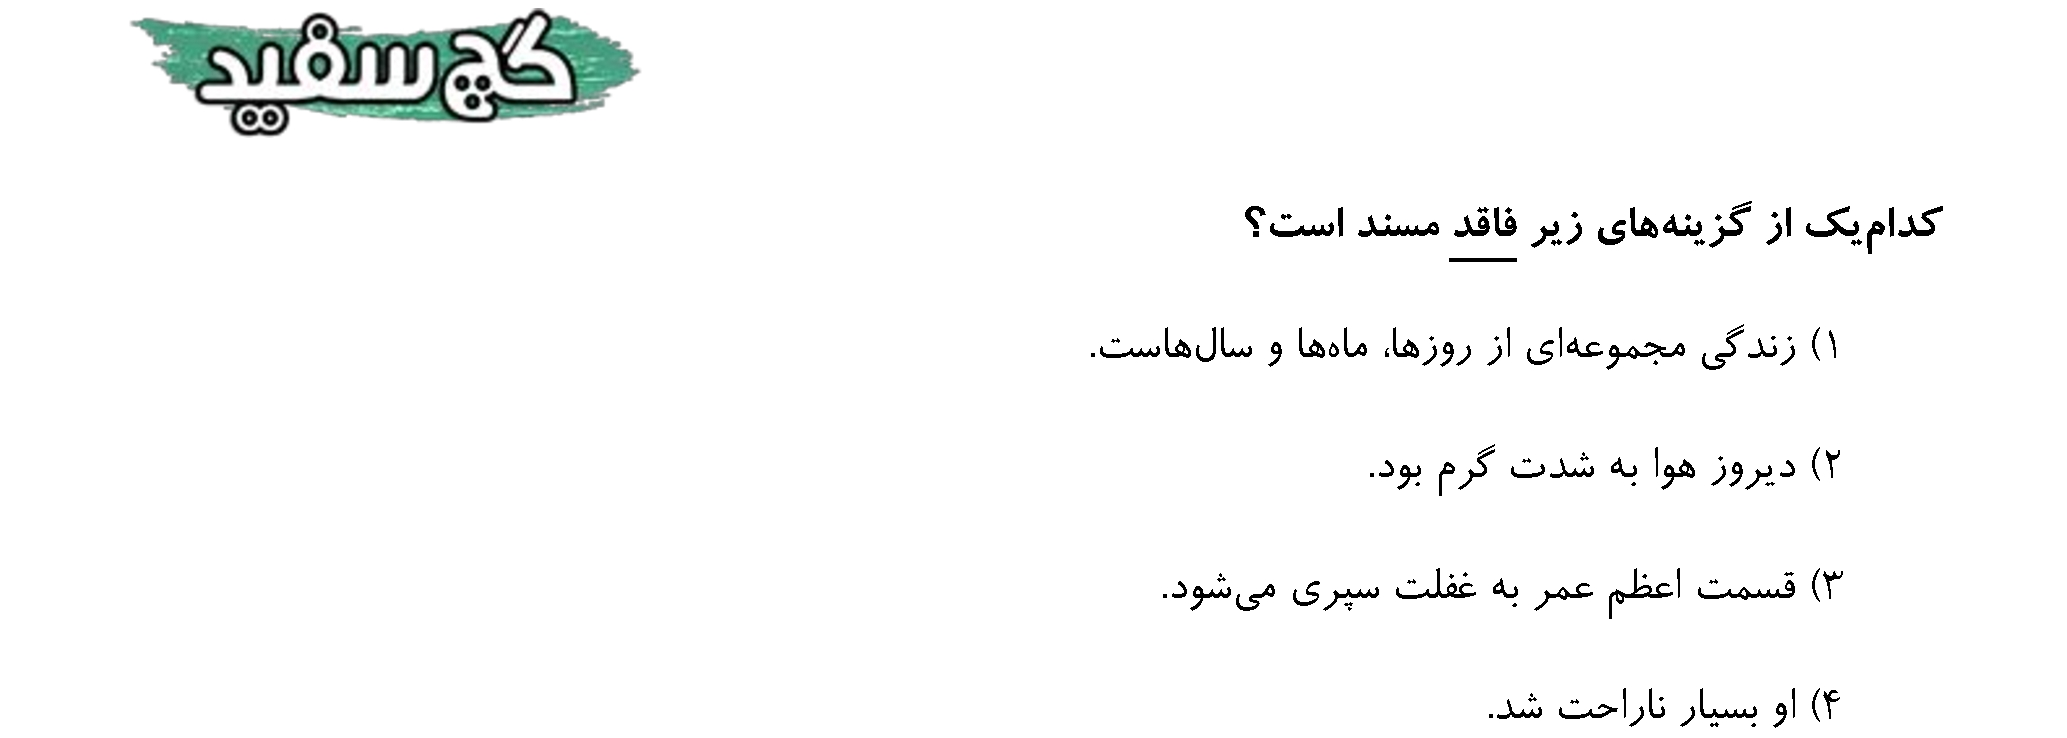 گچ سفید
کدام‌یک از گزینه‌های زیر فاقد مسند است؟
۱) زندگی مجموعه‌ای از روزها، ماه‌ها و سال‌هاست.
۲) دیروز هوا به شدت گرم بود.
۳) قسمت اعظم عمر به غفلت سپری می‌شود.
۴) او بسیار ناراحت شد.